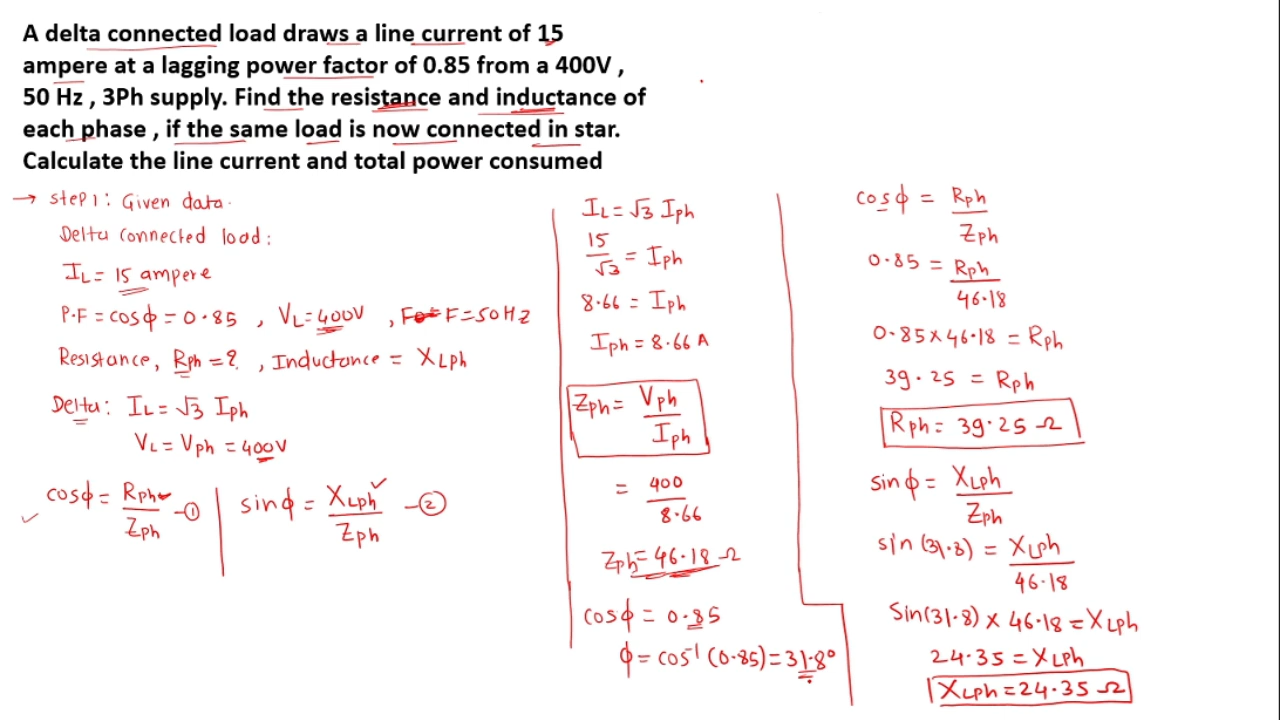 A delta connected load draws a line current of 15
ampere at a lagging power factor of 0.85 from a 400V ,
50 Hz , 3Ph supply. Find the resistance and inductance of
each phase , if the same load is now connected in star.
Calculate the line current and total power consumed
→ Step 1: Given data.
Delta connected load:
IL = 15 ampere
P.F = cosϕ = 0.85 , VL = 400V , F = 50HZ
Resistance, Rph = ? , Inductance = XLph
Delta: IL = √3 Iph
VL = Vph = 400V
cosϕ = Rph/Zph -①
sinϕ = XLph/Zph -②
IL = √3 Iph
15/√3 = Iph
8.66 = Iph
Iph = 8.66 A
Zph = Vph/Iph
= 400/8.66
Zph = 46.18 Ω
cosϕ = 0.85
ϕ = cos⁻¹ (0.85) = 31.8°
cosϕ = Rph/Zph
0.85 = Rph/46.18
0.85 x 46.18 = Rph
39.25 = Rph
Rph = 39.25 Ω
sinϕ = XLph/Zph
sin (31.8) = XLph/46.18
Sin(31.8) x 46.18 = XLph
24.35 = XLph
XLph = 24.35 Ω